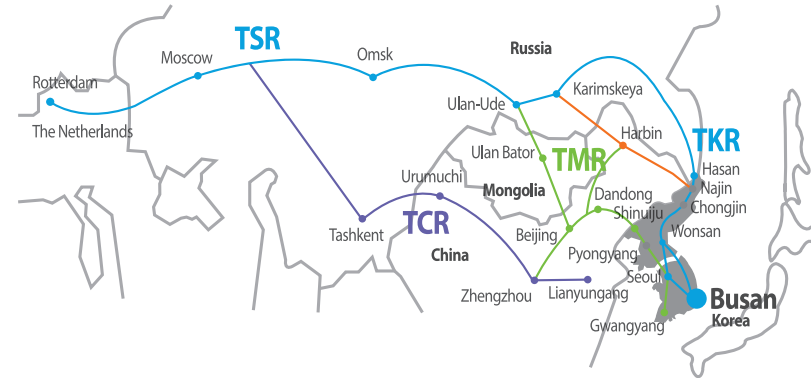 TSR
Moscow
Omsk
Russia
Rotterdam
The Netherlands
Karimskeya
Ulan-Ude
Harbin
TKR
Ulan Bator
TMR
Hasan
Urumuchi
Mongolia
Najin
Dandong
Chongjin
Shinuiju
TCR
Tashkent
Beijing
Wonsan
China
Pyongyang
Seoul
Zhengzhou
Lianyungang
Busan
Korea
Gwangyang